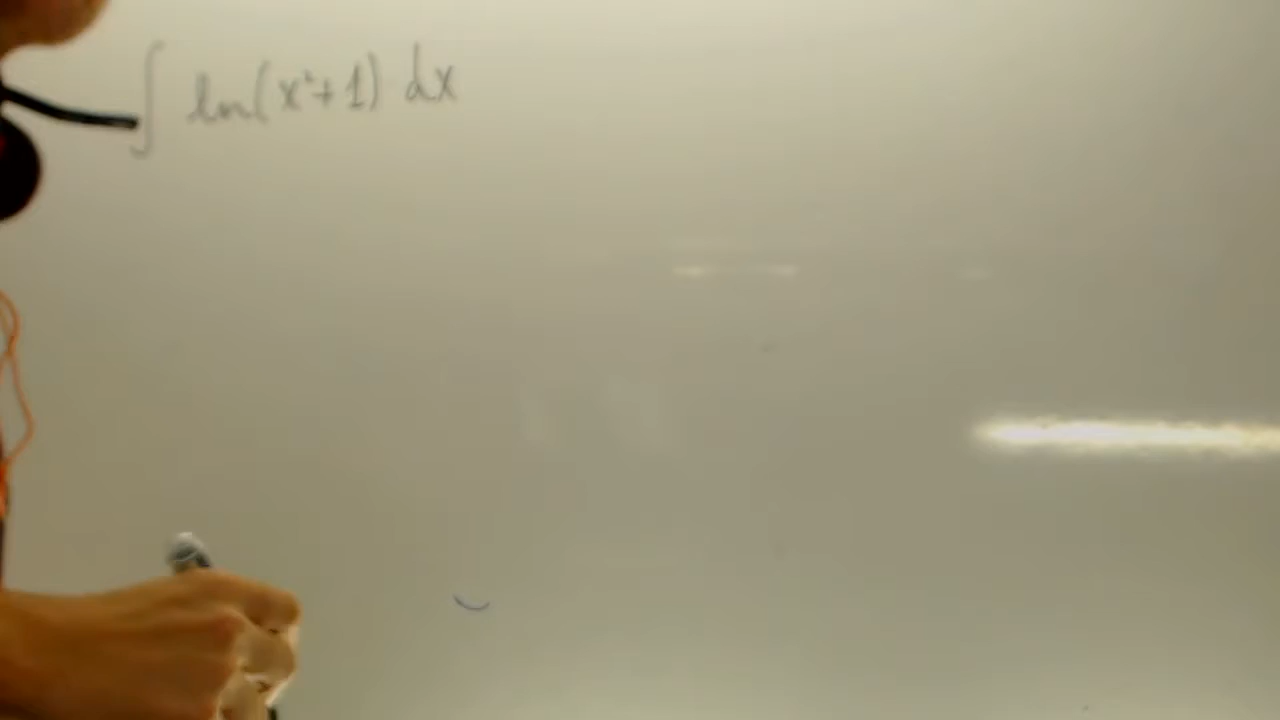 ∫ ln(x²+1) dx